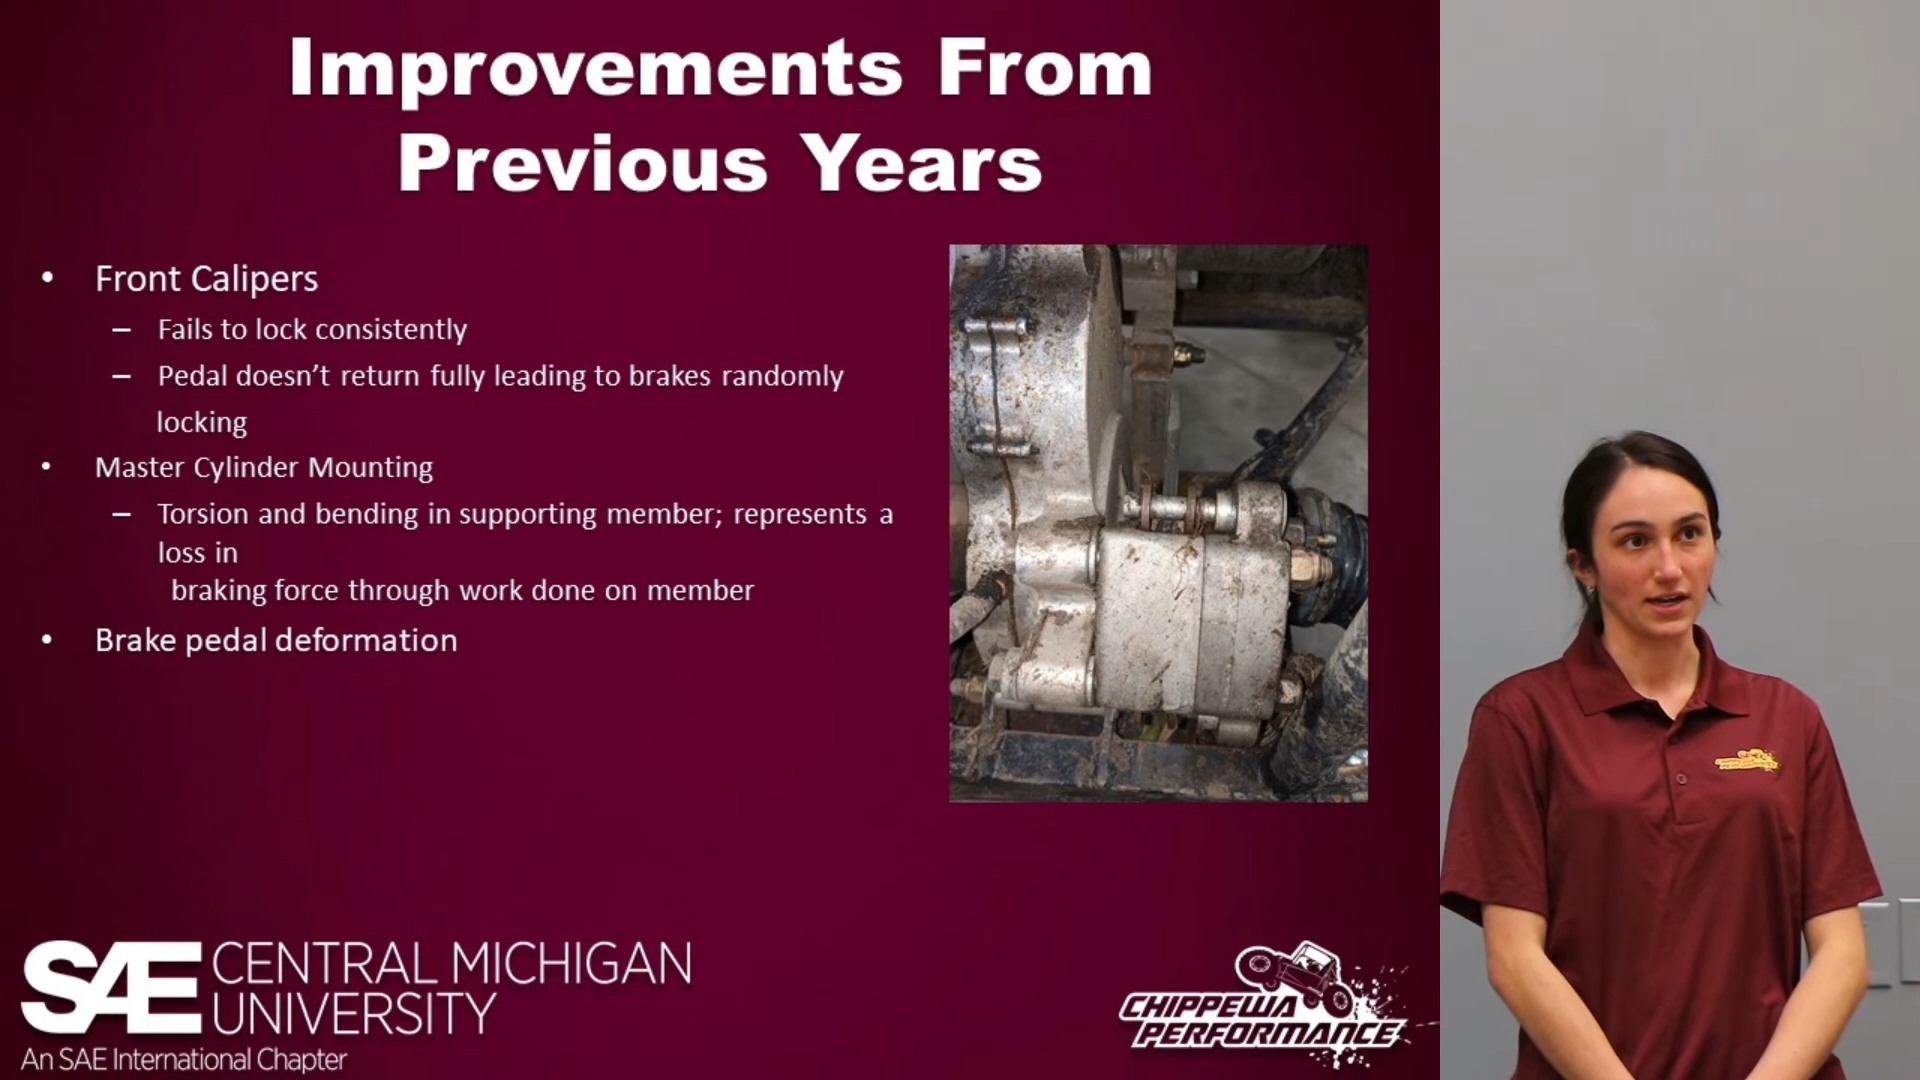 Improvements From
Previous Years
• Front Calipers
– Fails to lock consistently
– Pedal doesn't return fully leading to brakes randomly
locking
• Master Cylinder Mounting
– Torsion and bending in supporting member; represents a
loss in
braking force through work done on member
• Brake pedal deformation
SAE CENTRAL MICHIGAN
UNIVERSITY
An SAE International Chapter
CHIPPEWA
PERFORMANCE